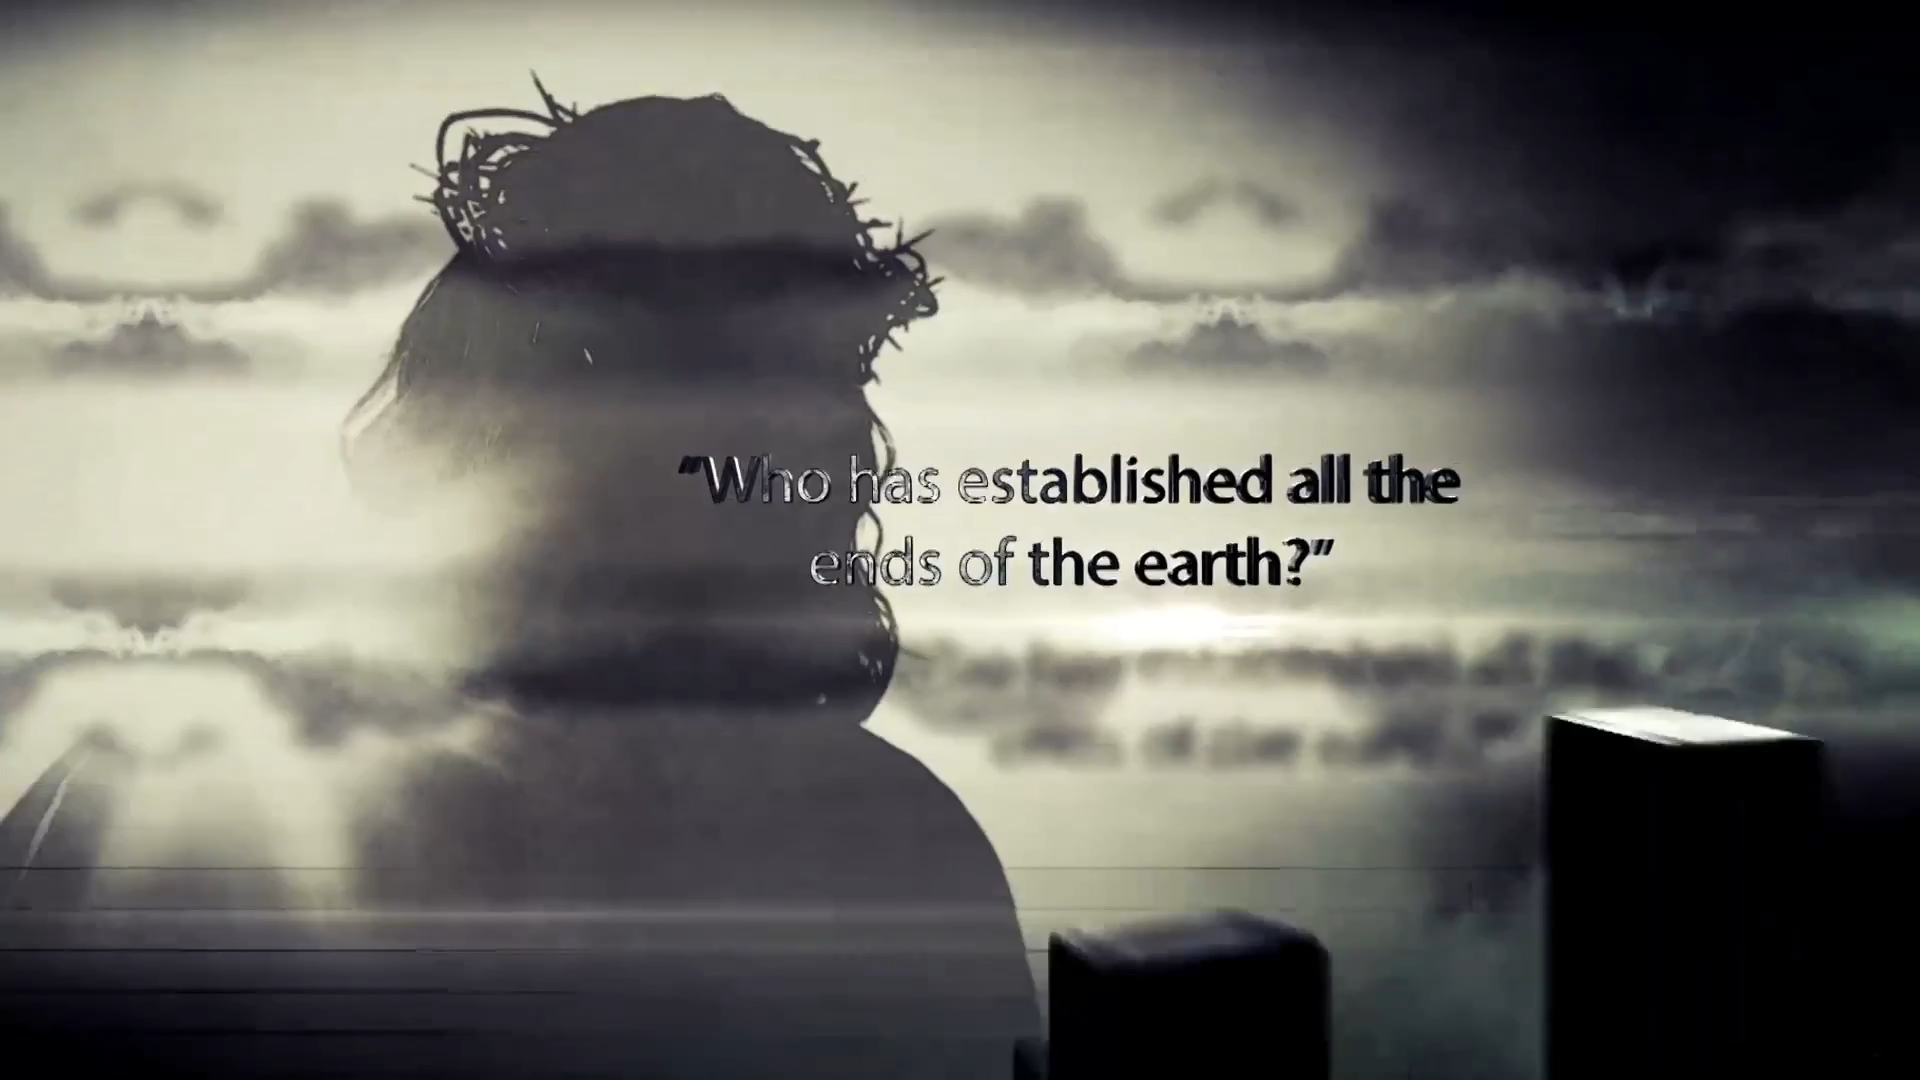 “Who has established all the
ends of the earth?”